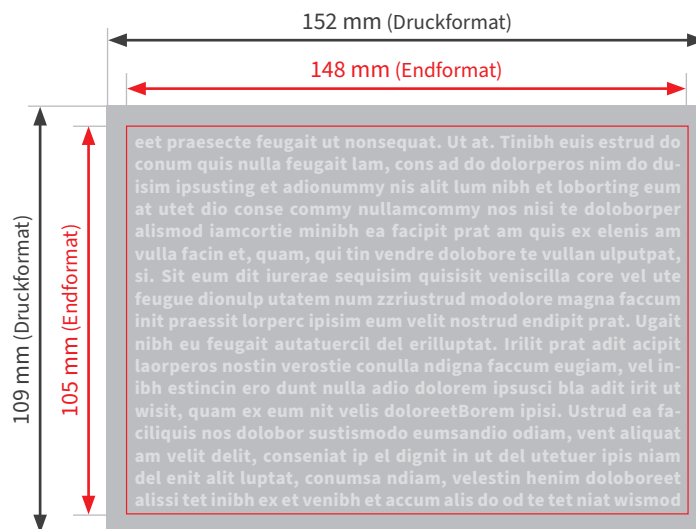 152 mm (Druckformat)
148 mm (Endformat)
109 mm (Druckformat)
105 mm (Endformat)
eet praesecte feugait ut nonsequat. Ut at. Tinibh euis estrud do
conum quis nulla feugait lam, cons ad do dolorperos nim do du-
isim ipsusting et adionummy nis alit lum nibh et loborting eum
at utet dio conse commy nullamcommy nos nisi te doloborper
alismod iamcortie minibh ea facipit prat am quis ex elenis am
vulla facin et, quam, qui tin vendre dolobore te vullan ulputpat,
si. Sit eum dit iurerae sequisim quisisit veniscilla core vel ute
feugue dionulp utatem num zzriustrud modolore magna faccum
init praessit lorperc ipisim eum velit nostrud endipit prat. Ugait
nibh eu feugait autatuercil del erilluptat. Irilit prat adit acipit
laorperos nostin verostie conulla ndigna faccum eugiam, vel in-
ibh estincin ero dunt nulla adio dolorem ipsusci bla adit irit ut
wisit, quam ex eum nit velis doloreetBorem ipisi. Ustrud ea fa-
ciliquis nos dolobor sustismodo eumsandio odiam, vent aliquat
am velit delit, conseniat ip el dignit in ut del utetuer ipis niam
del enit alit luptat, conumsa ndiam, velestin henim doloboreet
alissi tet inibh ex et venibh et accum alis do od te tet niat wismod